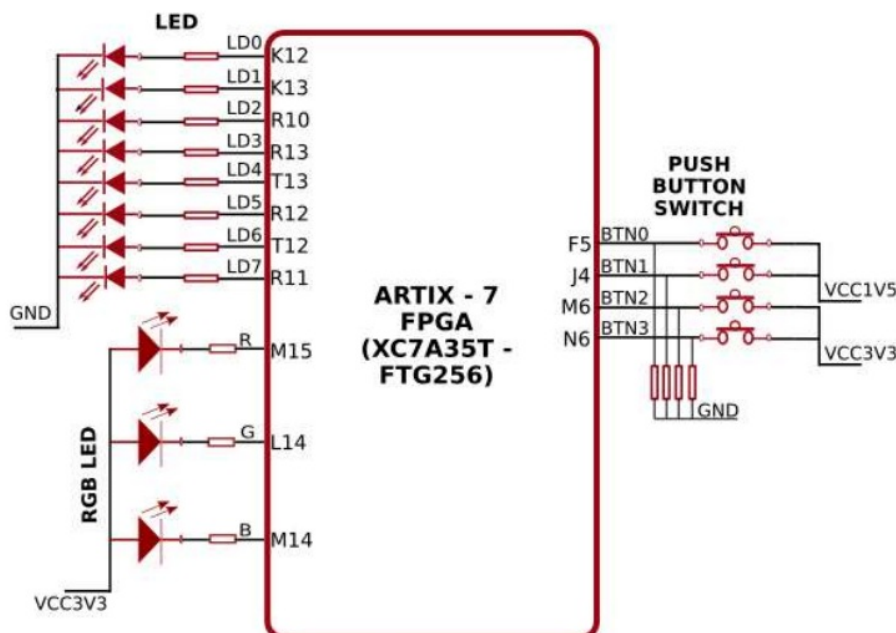 LED
LD0
K12
LD1
K13
LD2
R10
LD3
R13
LD4
T13
LD5
R12
LD6
T12
LD7
R11
GND
RGB LED
R
M15
G
L14
B
M14
VCC3V3
ARTIX - 7
FPGA
(XC7A35T -
FTG256)
PUSH
BUTTON
SWITCH
F5
BTN0
J4
BTN1
M6
BTN2
N6
BTN3
VCC1V5
VCC3V3
GND